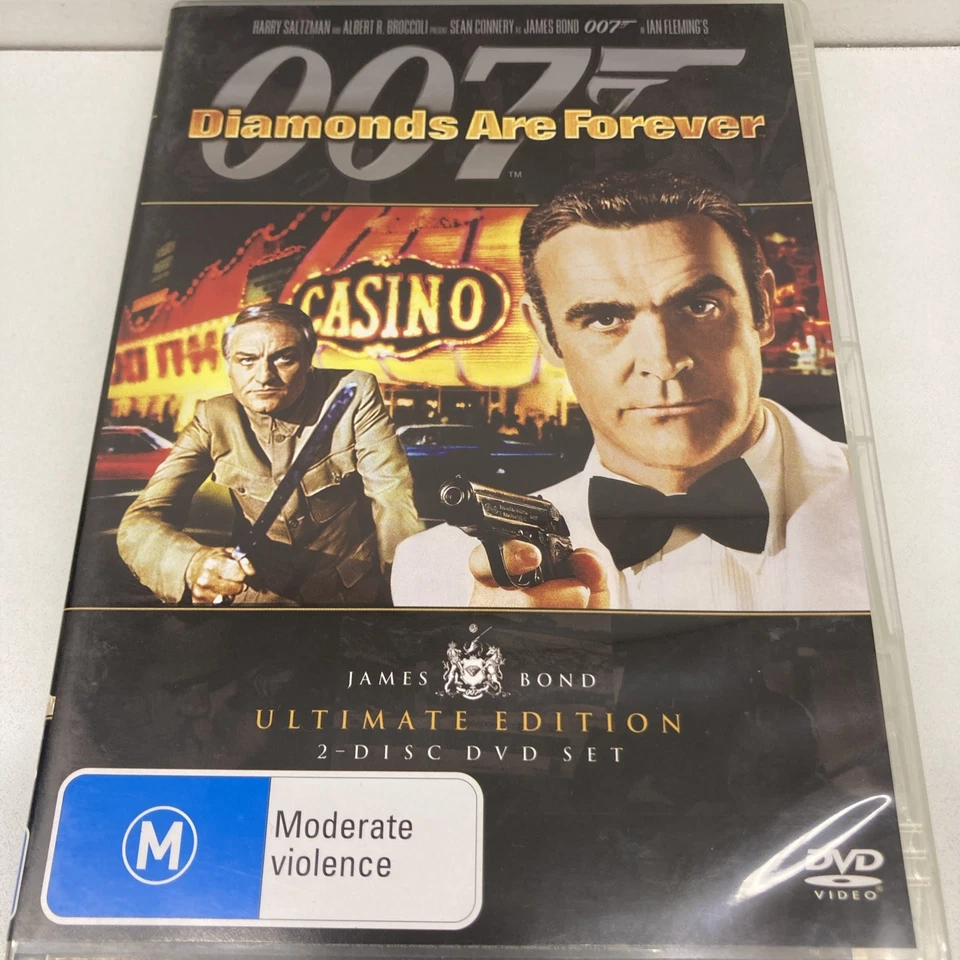 HARRY SALTZMAN AND ALBERT R. BROCCOLI PRESENT SEAN CONNERY AS JAMES BOND 007 IN IAN FLEMING'S
007
Diamonds Are Forever
TM
CASINO
JAMES BOND
007
ULTIMATE EDITION
2-DISC DVD SET
M
Moderate
violence
DVD
VIDEO